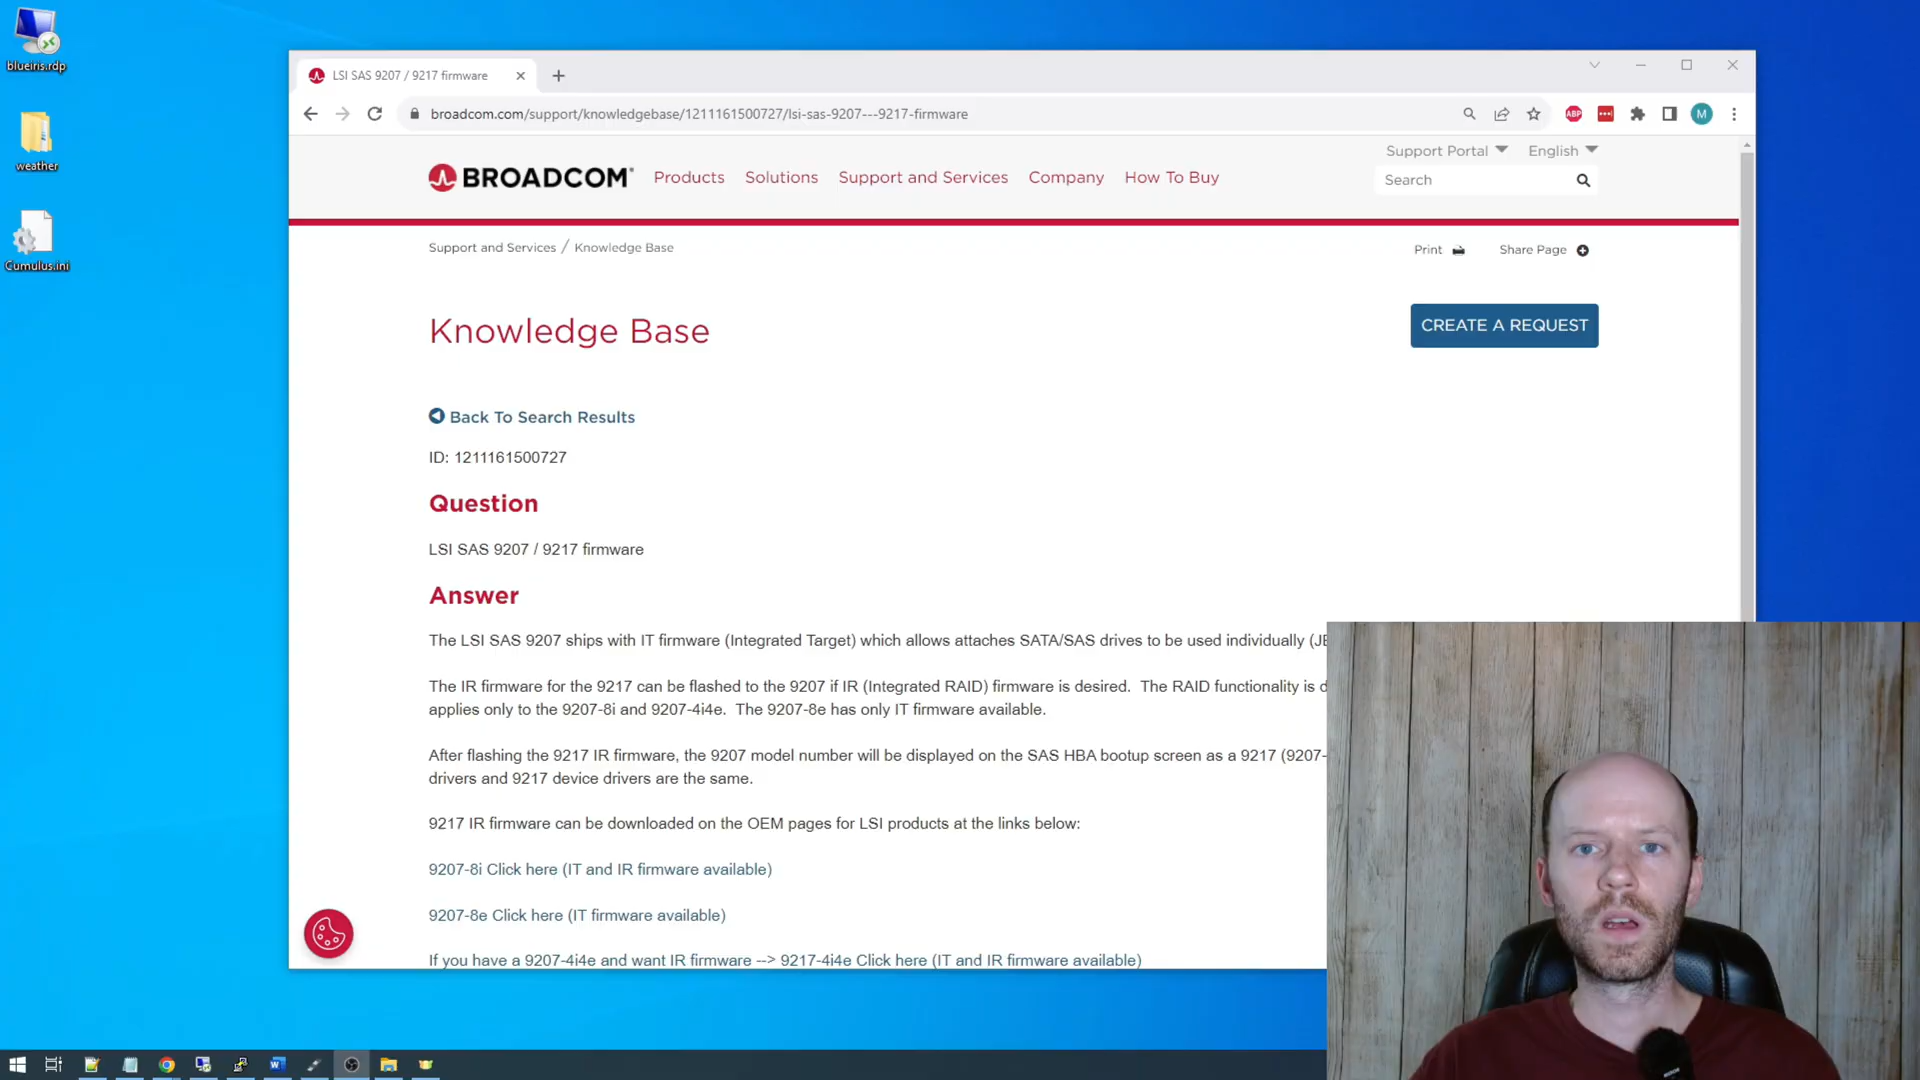 blueiris.rdp
weather
Cumulus.ini
LSI SAS 9207 / 9217 firmware
broadcom.com/support/knowledgebase/1211161500727/lsi-sas-9207---9217-firmware
ABP
M
Support Portal
English
BROADCOM
Products
Solutions
Support and Services
Company
How To Buy
Search
Support and Services / Knowledge Base
Print
Share Page
Knowledge Base
CREATE A REQUEST
Back To Search Results
ID: 1211161500727
Question
LSI SAS 9207 / 9217 firmware
Answer
The LSI SAS 9207 ships with IT firmware (Integrated Target) which allows attaches SATA/SAS drives to be used individually
The IR firmware for the 9217 can be flashed to the 9207 if IR (Integrated RAID) firmware is desired. The RAID functionality is
applies only to the 9207-8i and 9207-4i4e. The 9207-8e has only IT firmware available.
After flashing the 9217 IR firmware, the 9207 model number will be displayed on the SAS HBA bootup screen as a 9217 (9207-
drivers and 9217 device drivers are the same.
9217 IR firmware can be downloaded on the OEM pages for LSI products at the links below:
9207-8i Click here (IT and IR firmware available)
9207-8e Click here (IT firmware available)
If you have a 9207-4i4e and want IR firmware --> 9217-4i4e Click here (IT and IR firmware available)